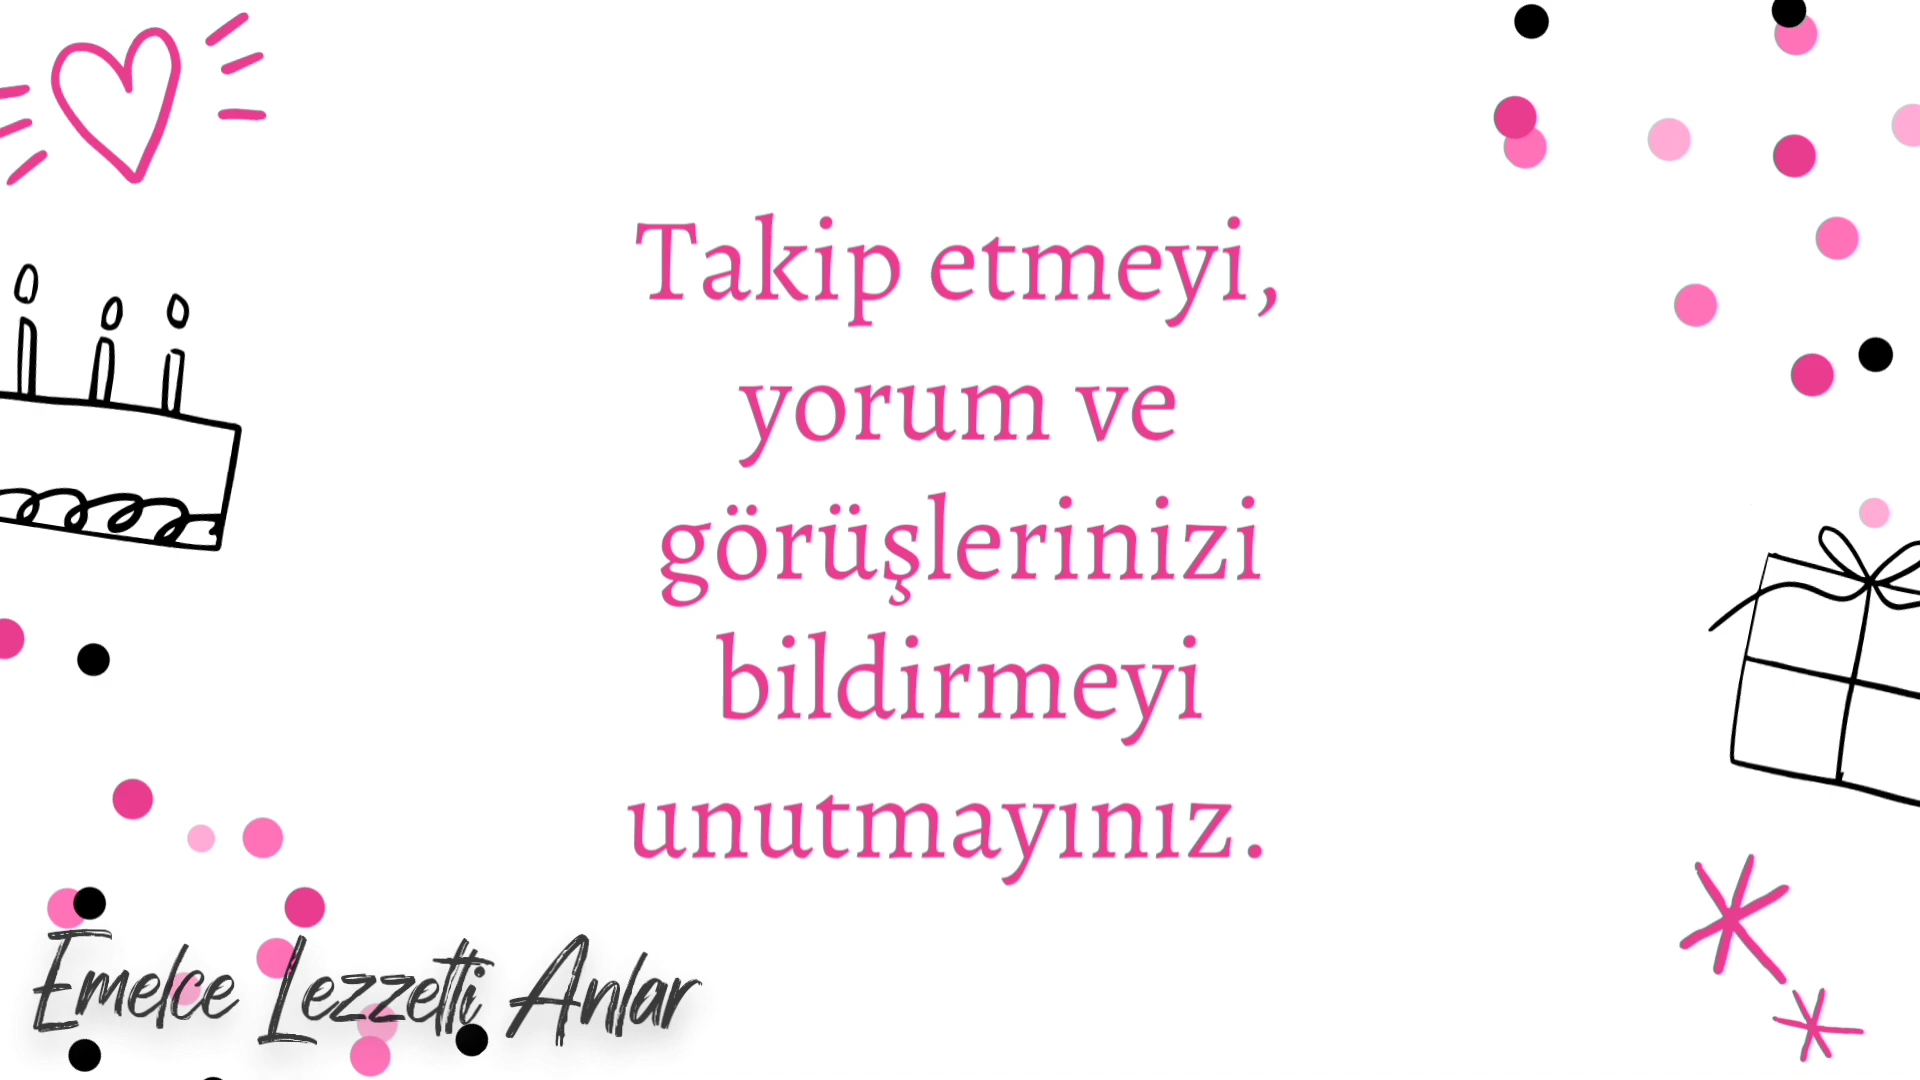 Takip etmeyi,
yorum ve
görüşlerinizi
bildirmeyi
unutmayınız.
Emelce Lezzetli Anlar